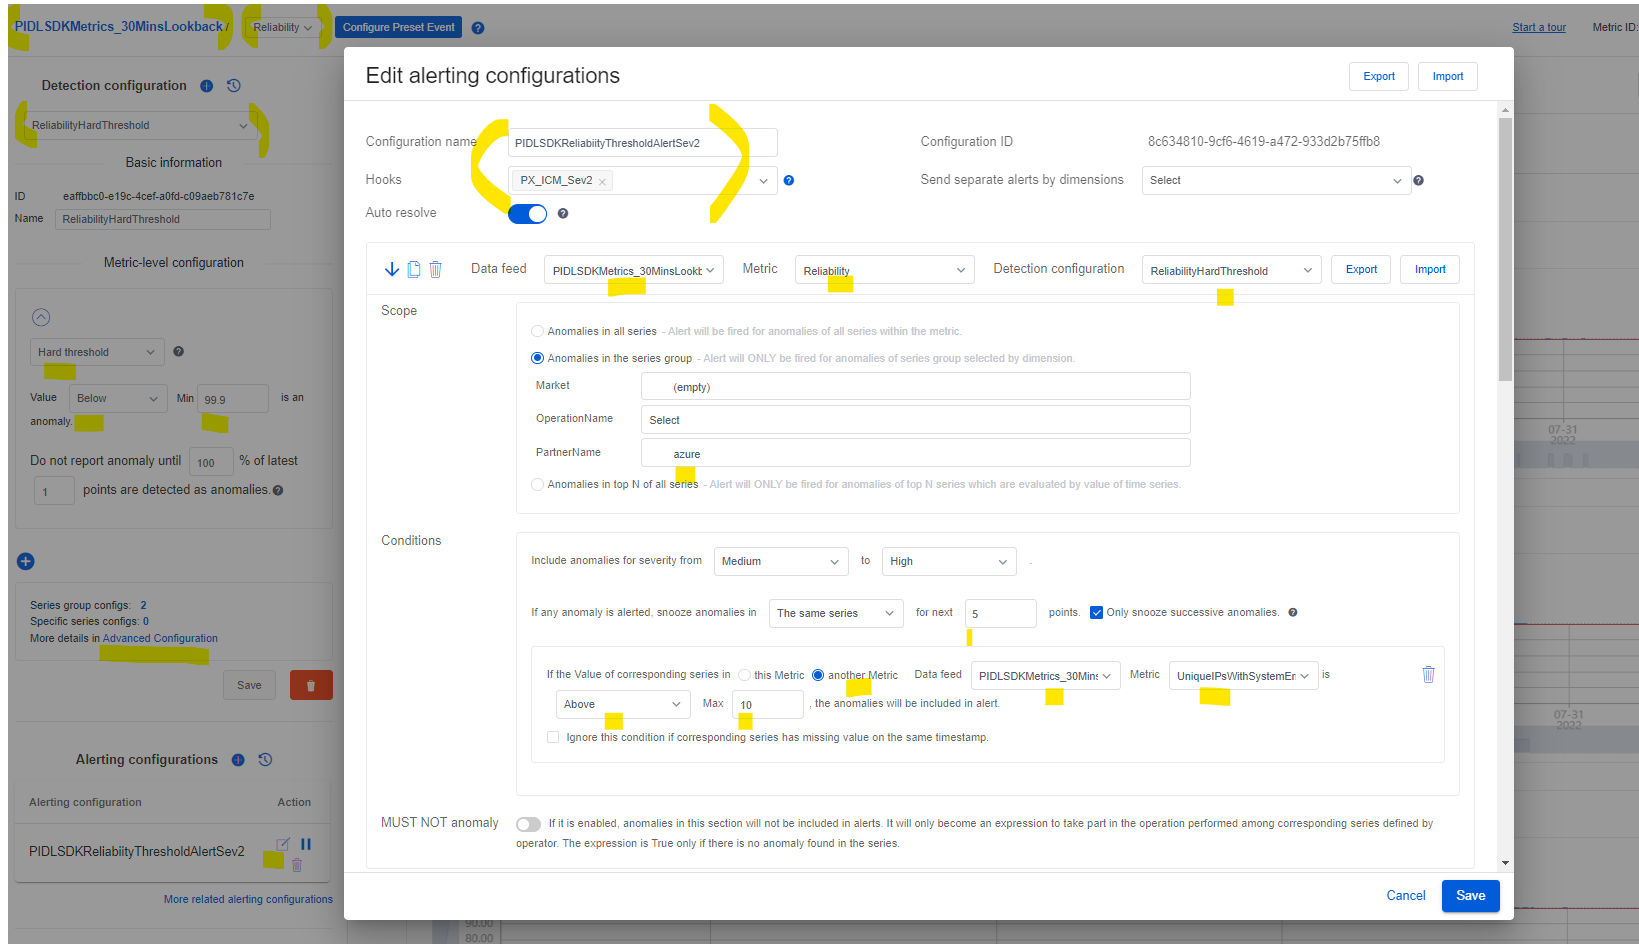 PIDLSDKMetrics_30MinsLookback /
Reliability
Configure Preset Event
Start a tour
Metric ID:
Detection configuration
ReliabilityHardThreshold
Basic information
ID eaffbbc0-e19c-4cef-a0fd-c09aeb781c7e
Name ReliabilityHardThreshold
Metric-level configuration
Hard threshold
Value Below Min 99.9 is an
anomaly.
Do not report anomaly until 100 % of latest
1 points are detected as anomalies.
Series group configs: 2
Specific series configs: 0
More details in Advanced Configuration
Save
Alerting configurations
Alerting configuration Action
PIDLSDKReliabiityThresholdAlertSev2
More related alerting configurations
Edit alerting configurations
Export
Import
Configuration name PIDLSDKReliabiityThresholdAlertSev2
Configuration ID 8c634810-9cf6-4619-a472-933d2b75ffb8
Hooks PX_ICM_Sev2 ×
Send separate alerts by dimensions Select
Auto resolve
Data feed PIDLSDKMetrics_30MinsLookb
Metric Reliability
Detection configuration ReliabilityHardThreshold
Export
Import
Scope
Anomalies in all series - Alert will be fired for anomalies of all series within the metric.
Anomalies in the series group - Alert will ONLY be fired for anomalies of series group selected by dimension.
Market (empty)
OperationName Select
PartnerName azure
Anomalies in top N of all series - Alert will ONLY be fired for anomalies of top N series which are evaluated by value of time series.
Conditions
Include anomalies for severity from Medium to High .
If any anomaly is alerted, snooze anomalies in The same series for next 5 points. Only snooze successive anomalies.
If the Value of corresponding series in this Metric another Metric Data feed PIDLSDKMetrics_30Mins Metric UniqueIPsWithSystemEr is
Above Max 10 , the anomalies will be included in alert.
Ignore this condition if corresponding series has missing value on the same timestamp.
MUST NOT anomaly If it is enabled, anomalies in this section will not be included in alerts. It will only become an expression to take part in the operation performed among corresponding series defined by
operator. The expression is True only if there is no anomaly found in the series.
Cancel
Save
07-31
2022
07-31
2022
90.00
80.00